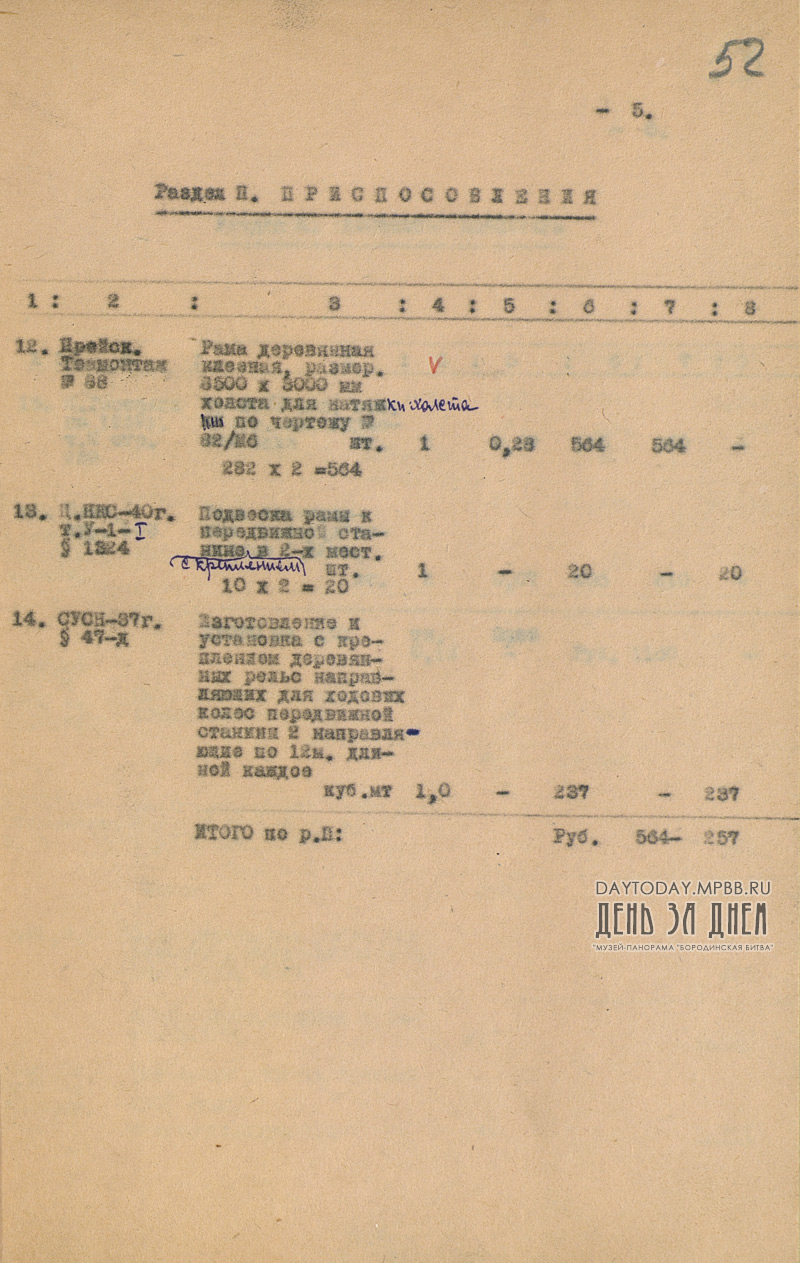 52
- 5.
Раздел П. ПРИСПОСОБЛЕНИЯ
1 : 2 : 3 : 4 : 5 : 6 : 7 : 8
12. Прейск. Рама деревянная
Теамонтаж клееная, размер. V
№ 38 3500 х 3000 мм
холста для натяжки холста
по чертежу №
82/М6 шт. 1 0,28 564 564 -
282 х 2 =564
13. Ц.НКС-40г. Подвеска рамы к
т.У-1-I передвижной ста-
§ 1324 нине, в 2-х мест.
с креплением шт. 1 - 20 - 20
10 х 2 = 20
14. СУСН-37г. Заготовление и
§ 47-д установка с кре-
плением деревян-
ных рельс направ-
ляющих для ходовых
колес передвижной
станины 2 направля-
ющие по 12м. дли-
ной каждое
куб.мт 1,0 - 237 - 237
ИТОГО по р.П: Руб. 564- 257
DAYTODAY.MPBB.RU
ДЕНЬ ЗА ДНЕМ
"МУЗЕЙ-ПАНОРАМА "БОРОДИНСКАЯ БИТВА"